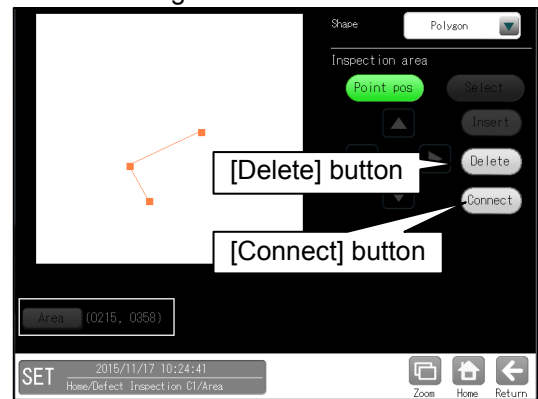 Shape
Polygon
Inspection area
Point pos
Select
Insert
[Delete] button
Delete
Connect
[Connect] button
Area (0215, 0358)
SET
2015/11/17 10:24:41
Home/Defect Inspection C1/Area
Zoom
Home
Return